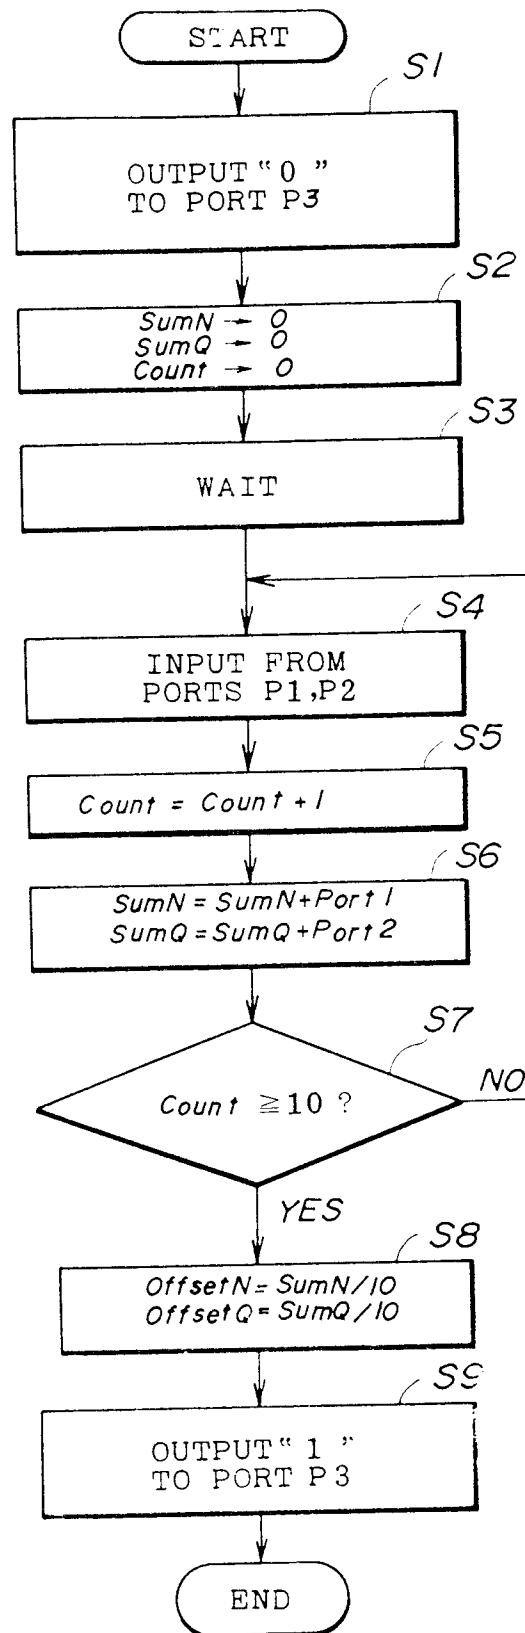 START
S1
OUTPUT "0"
TO PORT P3
S2
SumN → 0
SumQ → 0
Count → 0
S3
WAIT
S4
INPUT FROM
PORTS P1,P2
S5
Count = Count + 1
S6
SumN = SumN+Port 1
SumQ = SumQ+Port 2
S7
Count ≧ 10 ?
NO
YES
S8
OffsetN = SumN/10
OffsetQ = SumQ/10
S9
OUTPUT "1"
TO PORT P3
END